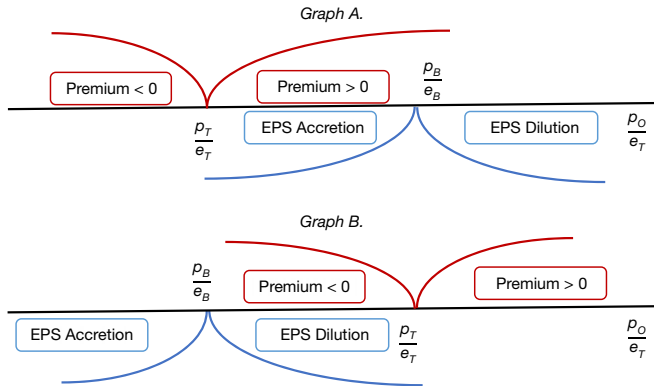 Graph A.
Premium < 0
Premium > 0
p_B
e_B
p_T
e_T
EPS Accretion
EPS Dilution
p_O
e_T
Graph B.
p_B
e_B
Premium < 0
Premium > 0
EPS Accretion
EPS Dilution
p_T
e_T
p_O
e_T